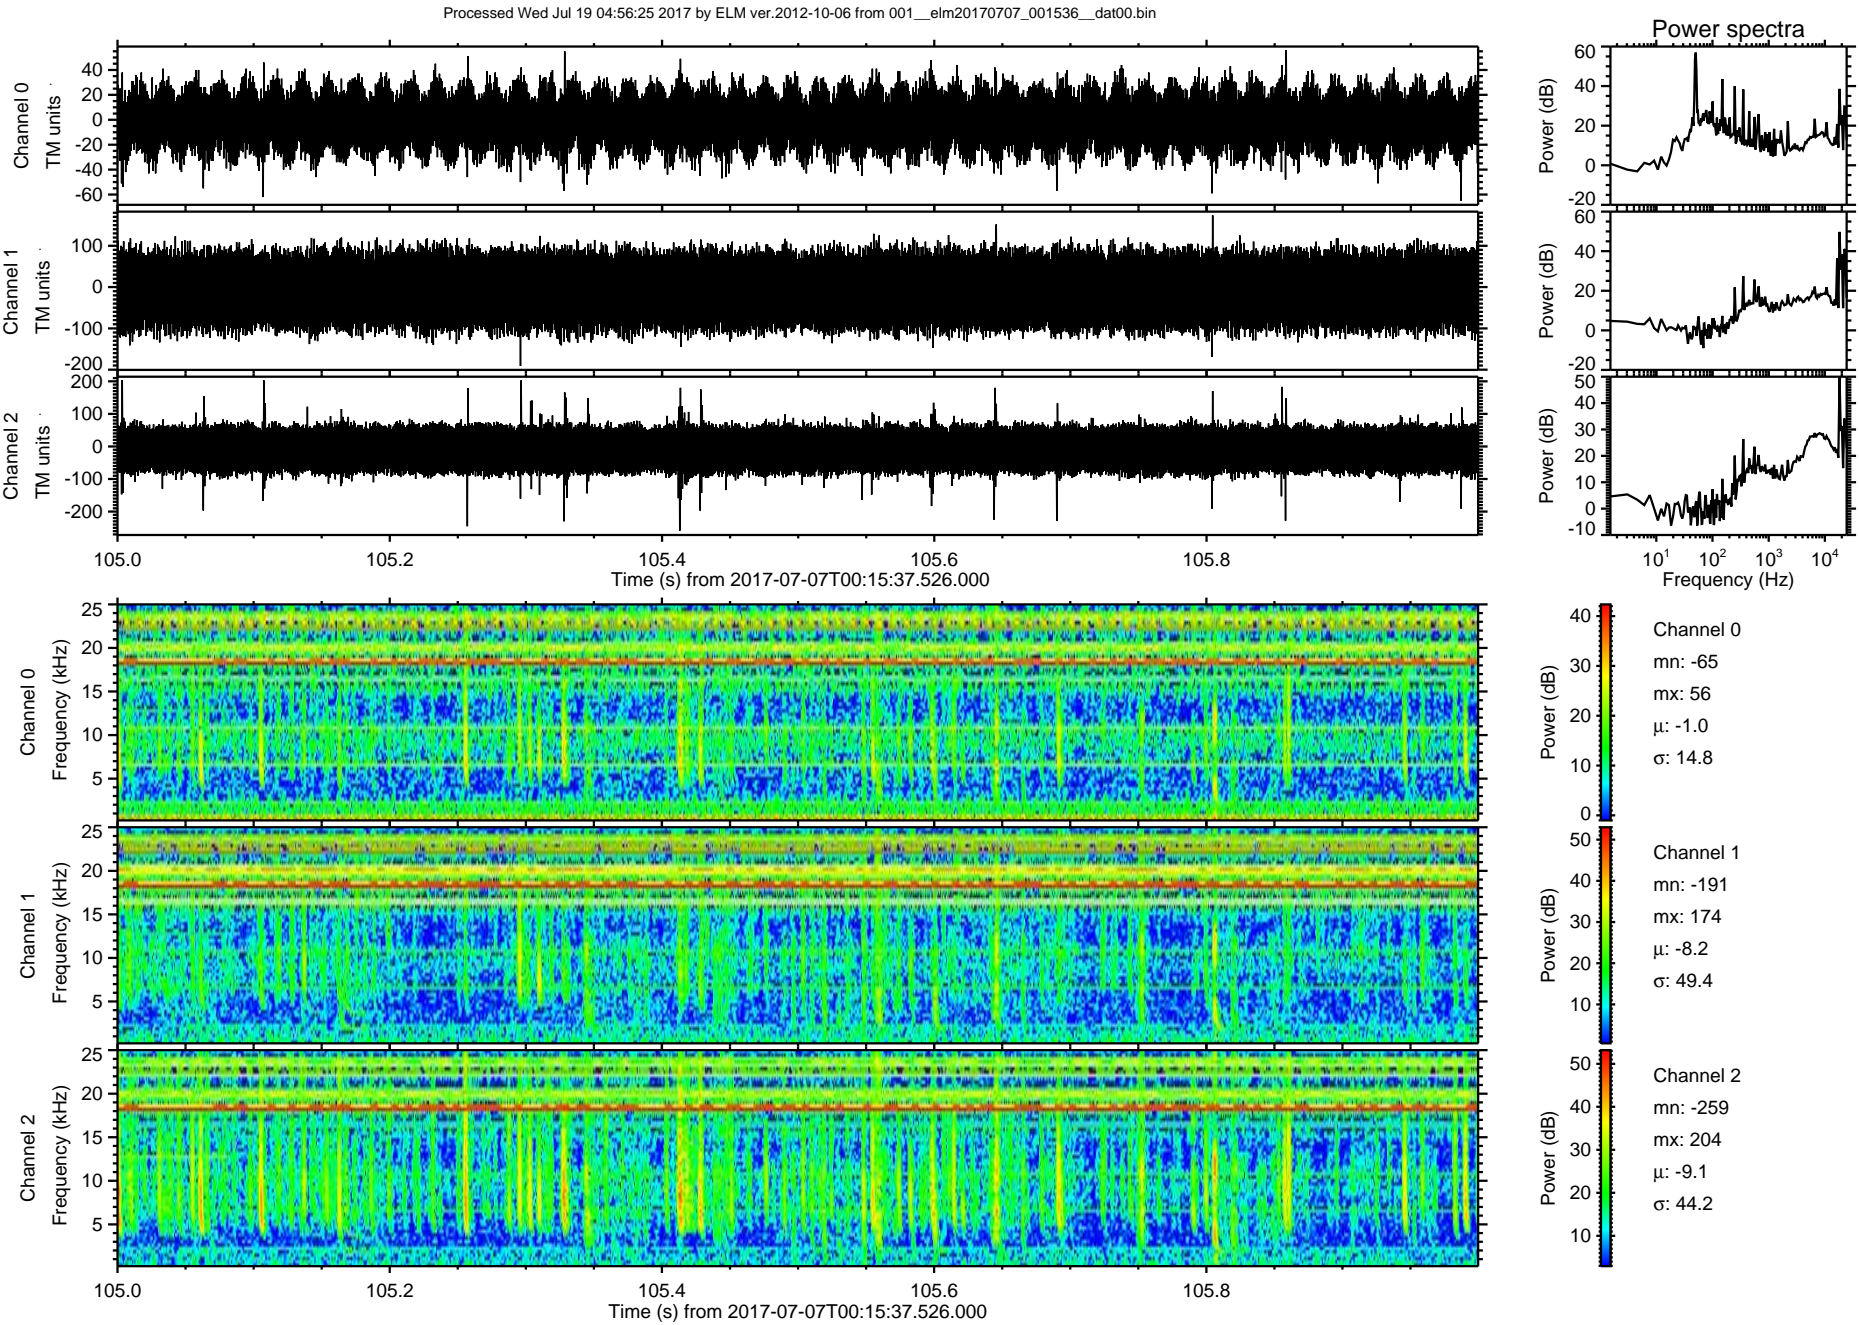 Processed Wed Jul 19 04:56:25 2017 by ELM ver.2012-10-06 from 001__elm20170707_001536__dat00.bin
Power spectra
Channel 0
TM units
40
20
0
-20
-40
-60
Power (dB)
60
40
20
0
-20
Channel 1
TM units
100
0
-100
-200
Power (dB)
60
40
20
0
-20
Channel 2
TM units
200
100
0
-100
-200
Power (dB)
50
40
30
20
10
0
-10
105.0 105.2 105.4 105.6 105.8
Time (s) from 2017-07-07T00:15:37.526.000
10¹ 10² 10³ 10⁴
Frequency (Hz)
Channel 0
Frequency (kHz)
25
20
15
10
5
Power (dB)
40
30
20
10
0
Channel 0
mn: -65
mx: 56
µ: -1.0
σ: 14.8
Channel 1
Frequency (kHz)
25
20
15
10
5
Power (dB)
50
40
30
20
10
Channel 1
mn: -191
mx: 174
µ: -8.2
σ: 49.4
Channel 2
Frequency (kHz)
25
20
15
10
5
Power (dB)
50
40
30
20
10
Channel 2
mn: -259
mx: 204
µ: -9.1
σ: 44.2
105.0 105.2 105.4 105.6 105.8
Time (s) from 2017-07-07T00:15:37.526.000